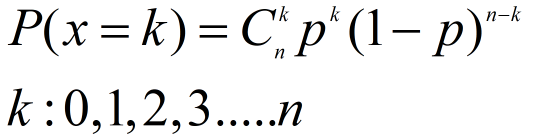 P(x = k) = C_n^k p^k (1 − p)^{n−k}
k : 0,1,2,3.....n